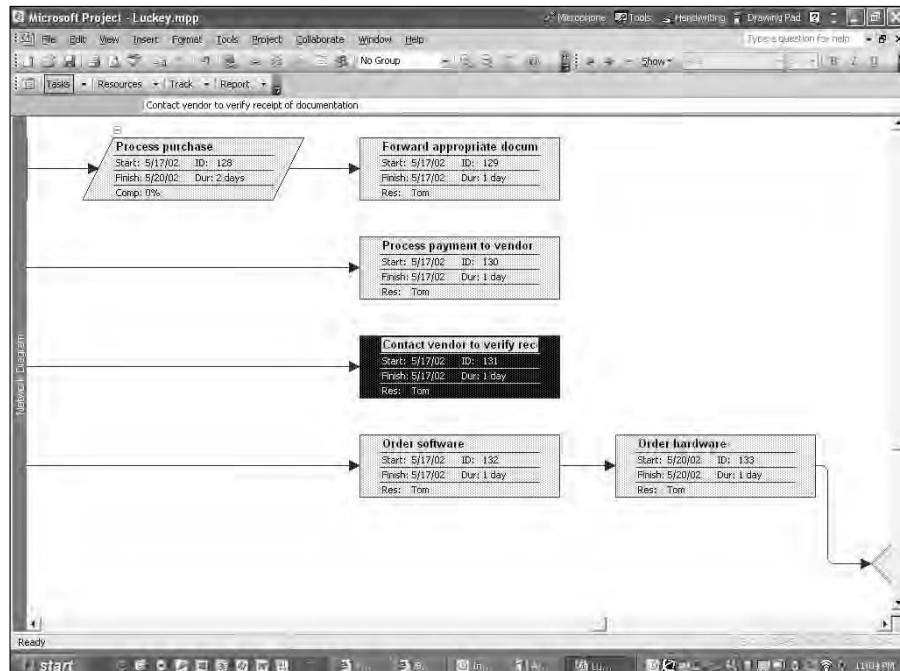 Microsoft Project - Luckey.mpp
Microphone Tools Handwriting Drawing Pad
File Edit View Insert Format Tools Project Collaborate Window Help
Type a question for help
No Group Show
Tasks Resources Track Report
Contact vendor to verify receipt of documentation
Process purchase
Start: 5/17/02 ID: 128
Finish: 5/20/02 Dur: 2 days
Comp: 0%
Forward appropriate docum
Start: 5/17/02 ID: 129
Finish: 5/17/02 Dur: 1 day
Res: Tom
Process payment to vendor
Start: 5/17/02 ID: 130
Finish: 5/17/02 Dur: 1 day
Res: Tom
Contact vendor to verify rec
Start: 5/17/02 ID: 131
Finish: 5/17/02 Dur: 1 day
Res: Tom
Order software
Start: 5/17/02 ID: 132
Finish: 5/17/02 Dur: 1 day
Res: Tom
Order hardware
Start: 5/20/02 ID: 133
Finish: 5/20/02 Dur: 1 day
Res: Tom
Network Diagram
Ready
start